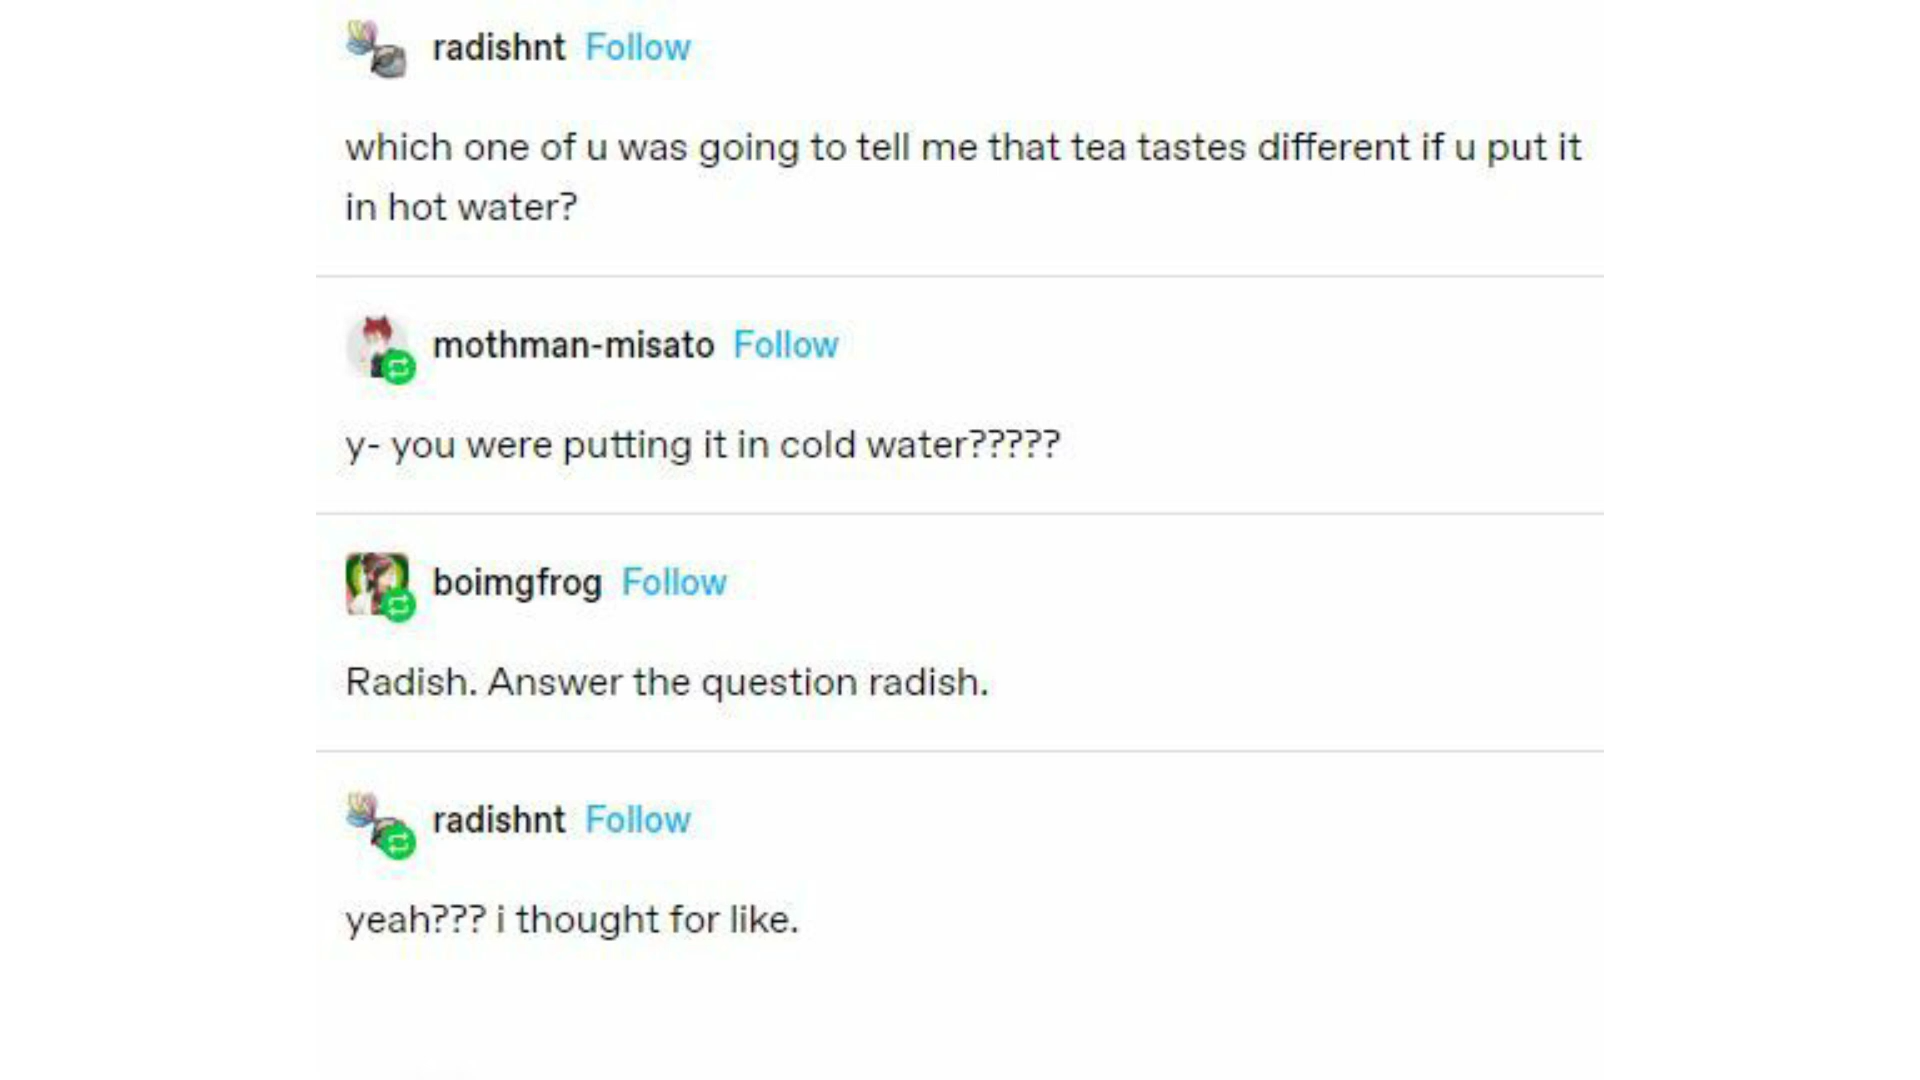 radishnt Follow
which one of u was going to tell me that tea tastes different if u put it
in hot water?
mothman-misato Follow
y- you were putting it in cold water?????
boimgfrog Follow
Radish. Answer the question radish.
radishnt Follow
yeah??? i thought for like.